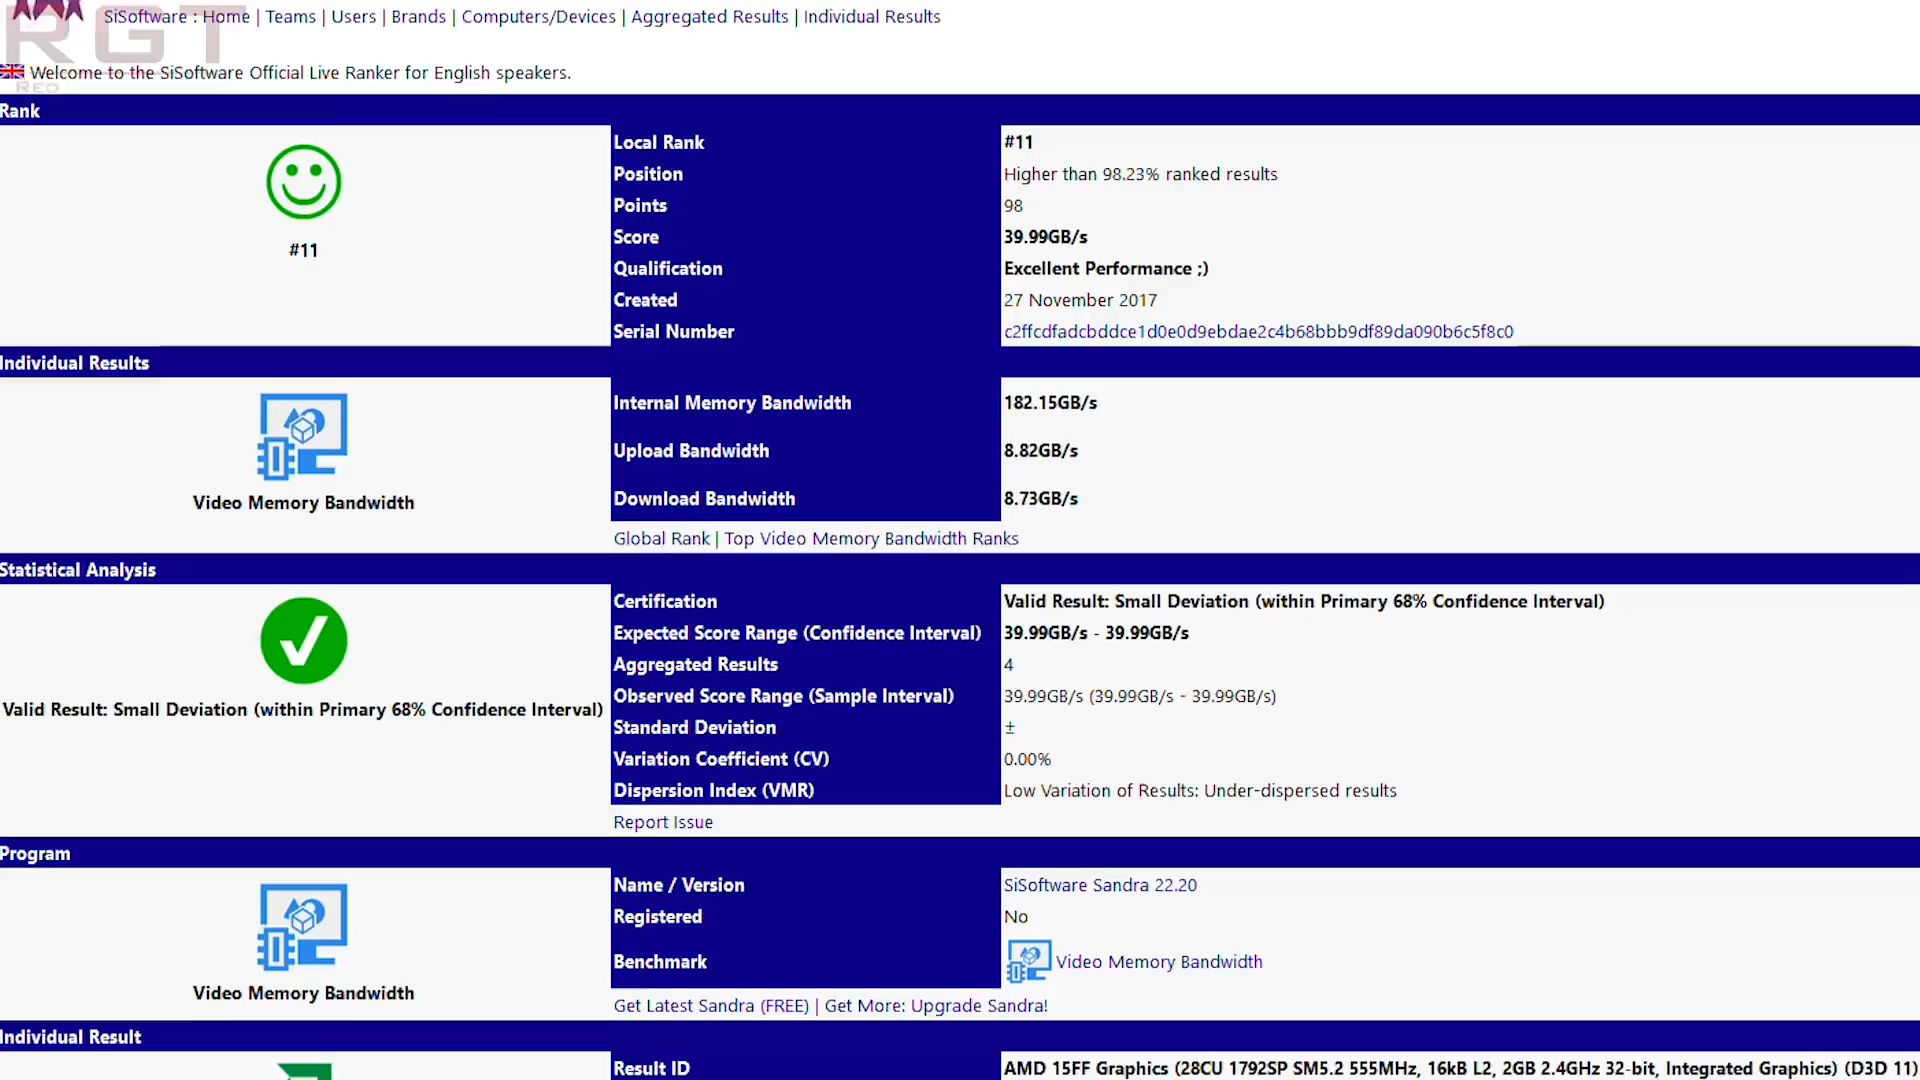 SiSoftware : Home | Teams | Users | Brands | Computers/Devices | Aggregated Results | Individual Results
RGT
Welcome to the SiSoftware Official Live Ranker for English speakers.
RED
Rank
#11
Local Rank #11
Position Higher than 98.23% ranked results
Points 98
Score 39.99GB/s
Qualification Excellent Performance ;)
Created 27 November 2017
Serial Number c2ffcdfadcbddce1d0e0d9ebdae2c4b68bbb9df89da090b6c5f8c0
Individual Results
Video Memory Bandwidth
Internal Memory Bandwidth 182.15GB/s
Upload Bandwidth 8.82GB/s
Download Bandwidth 8.73GB/s
Global Rank | Top Video Memory Bandwidth Ranks
Statistical Analysis
Valid Result: Small Deviation (within Primary 68% Confidence Interval)
Certification Valid Result: Small Deviation (within Primary 68% Confidence Interval)
Expected Score Range (Confidence Interval) 39.99GB/s - 39.99GB/s
Aggregated Results 4
Observed Score Range (Sample Interval) 39.99GB/s (39.99GB/s - 39.99GB/s)
Standard Deviation ±
Variation Coefficient (CV) 0.00%
Dispersion Index (VMR) Low Variation of Results: Under-dispersed results
Report Issue
Program
Video Memory Bandwidth
Name / Version SiSoftware Sandra 22.20
Registered No
Benchmark Video Memory Bandwidth
Get Latest Sandra (FREE) | Get More: Upgrade Sandra!
Individual Result
Result ID AMD 15FF Graphics (28CU 1792SP SM5.2 555MHz, 16kB L2, 2GB 2.4GHz 32-bit, Integrated Graphics) (D3D 11)